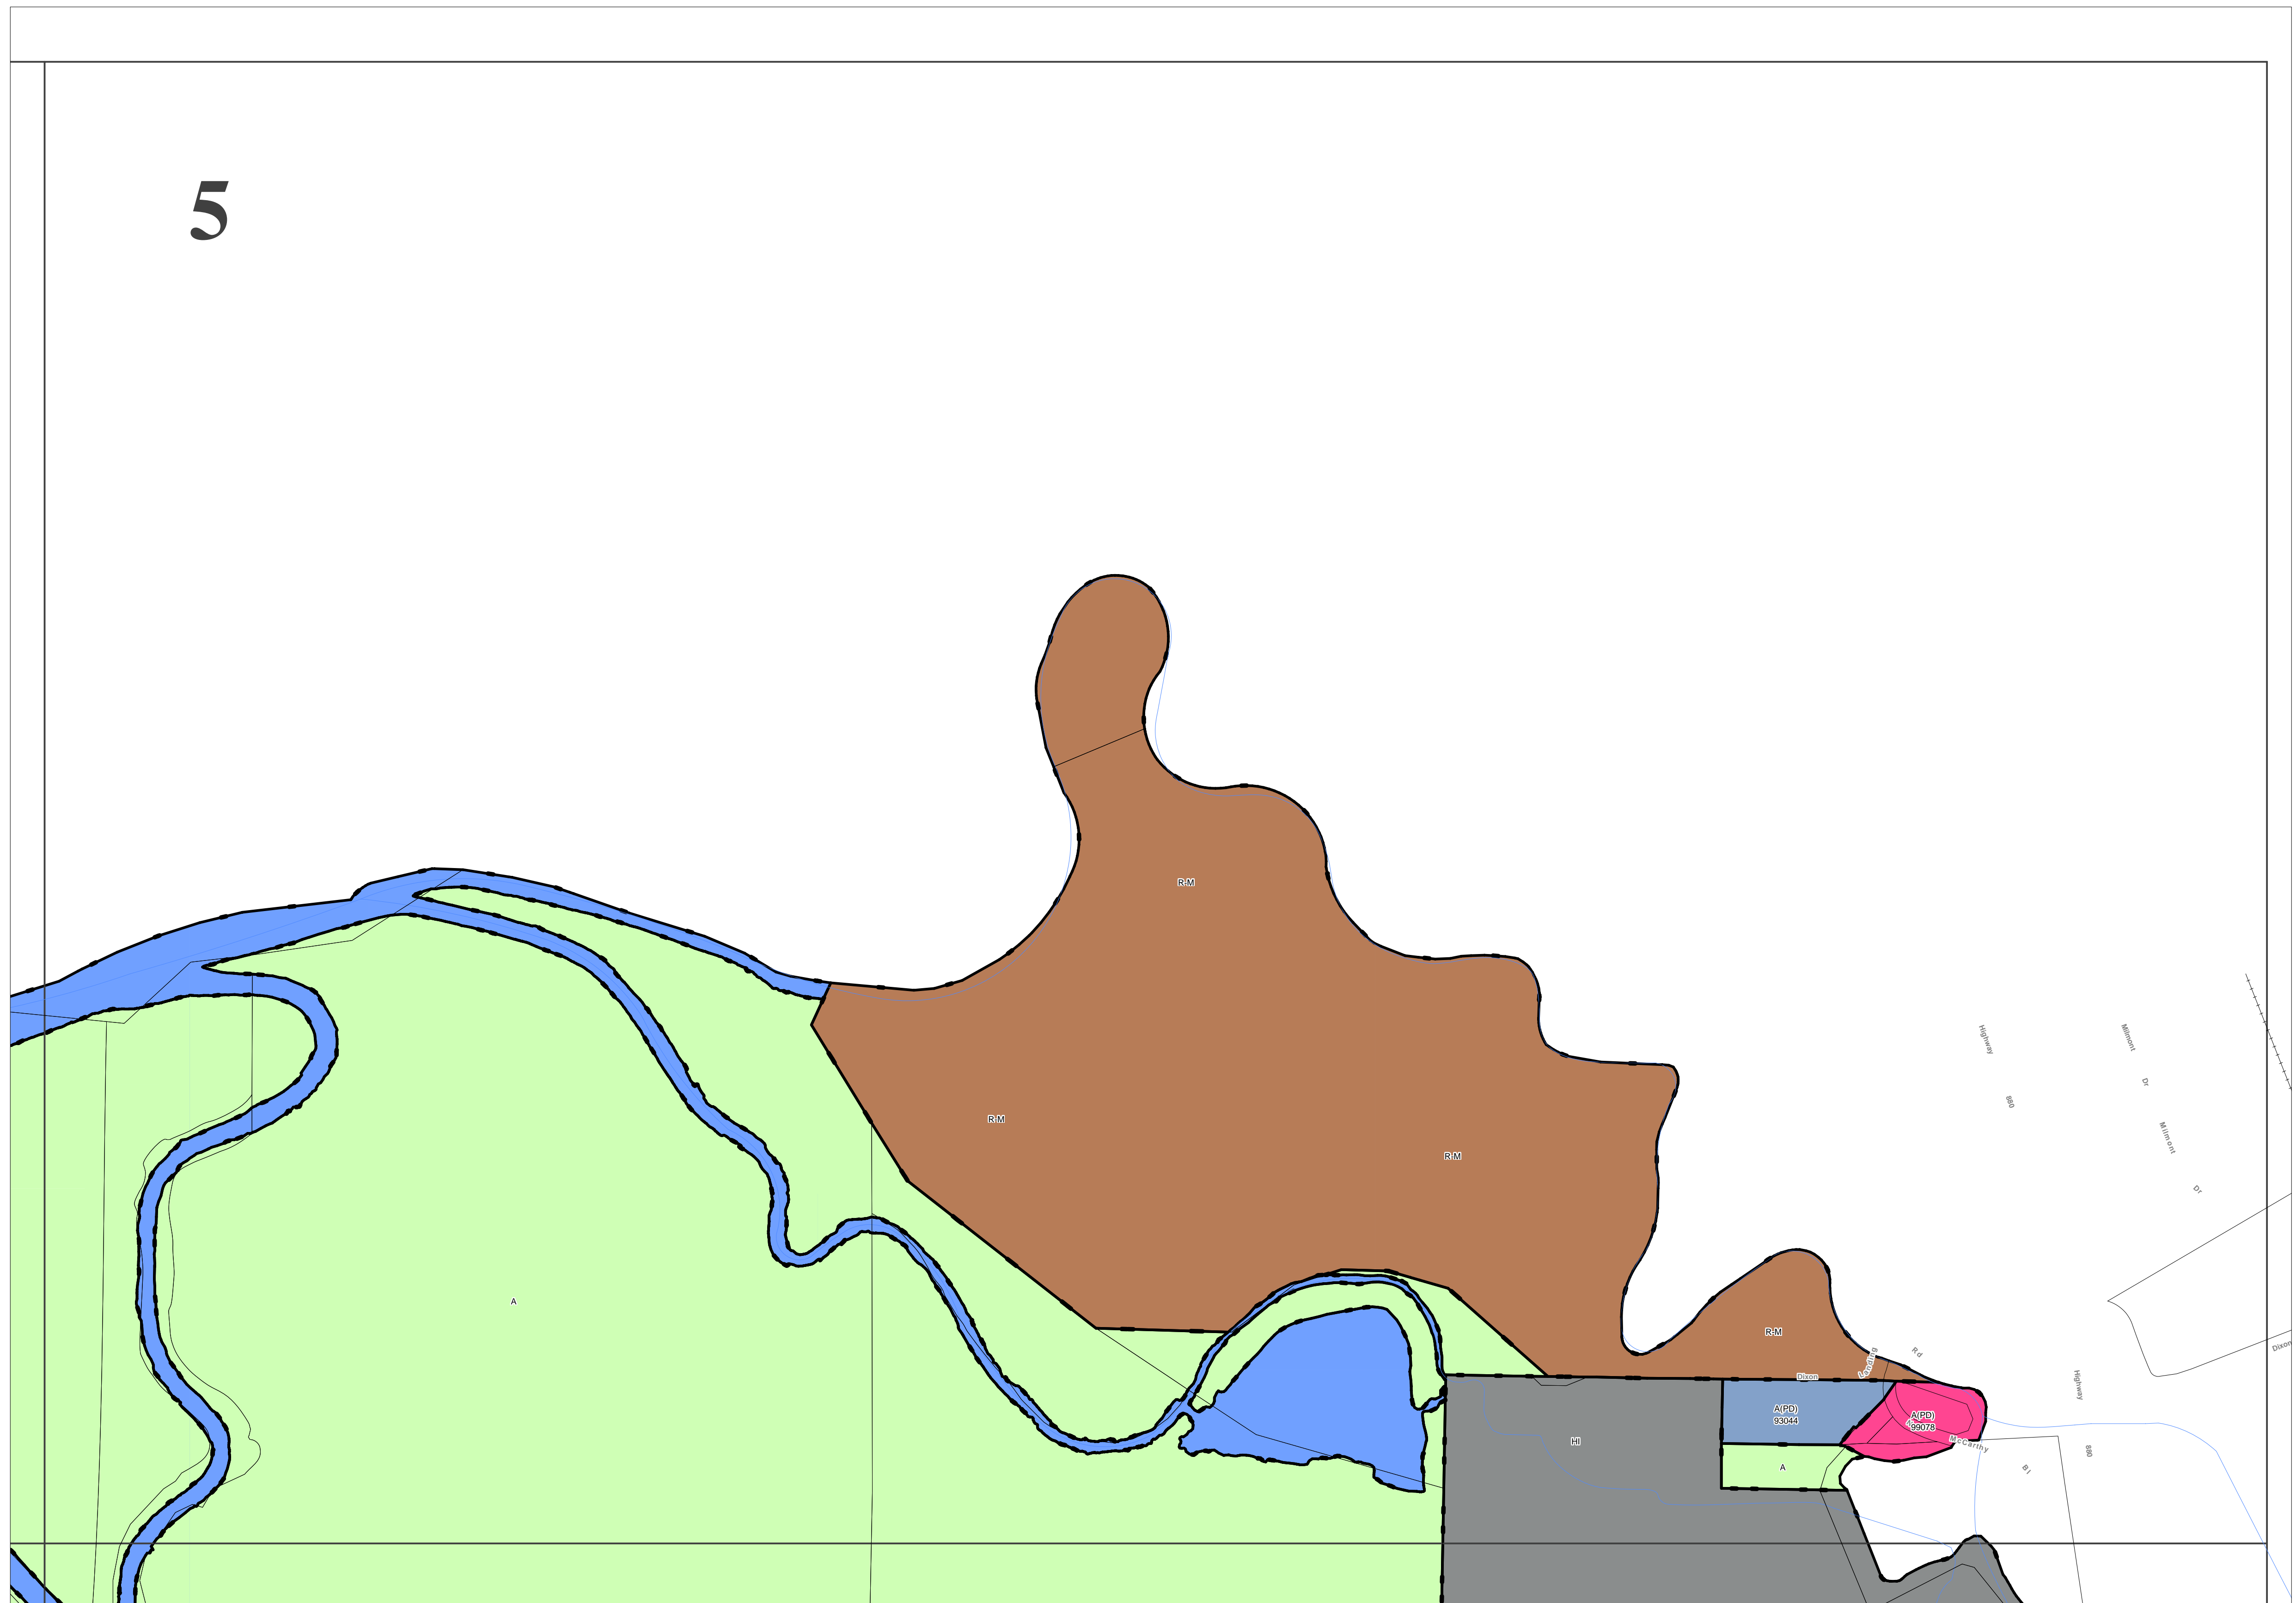 5
R-M
Highway
Milmont
Dr
880
R-M
Milmont
R-M
Dr
A
R-M
Landing
Rd
Dixon
Dixon
Highway
A(PD)
93044
A(PD)
99078
HI
McCarthy
880
A
Bl